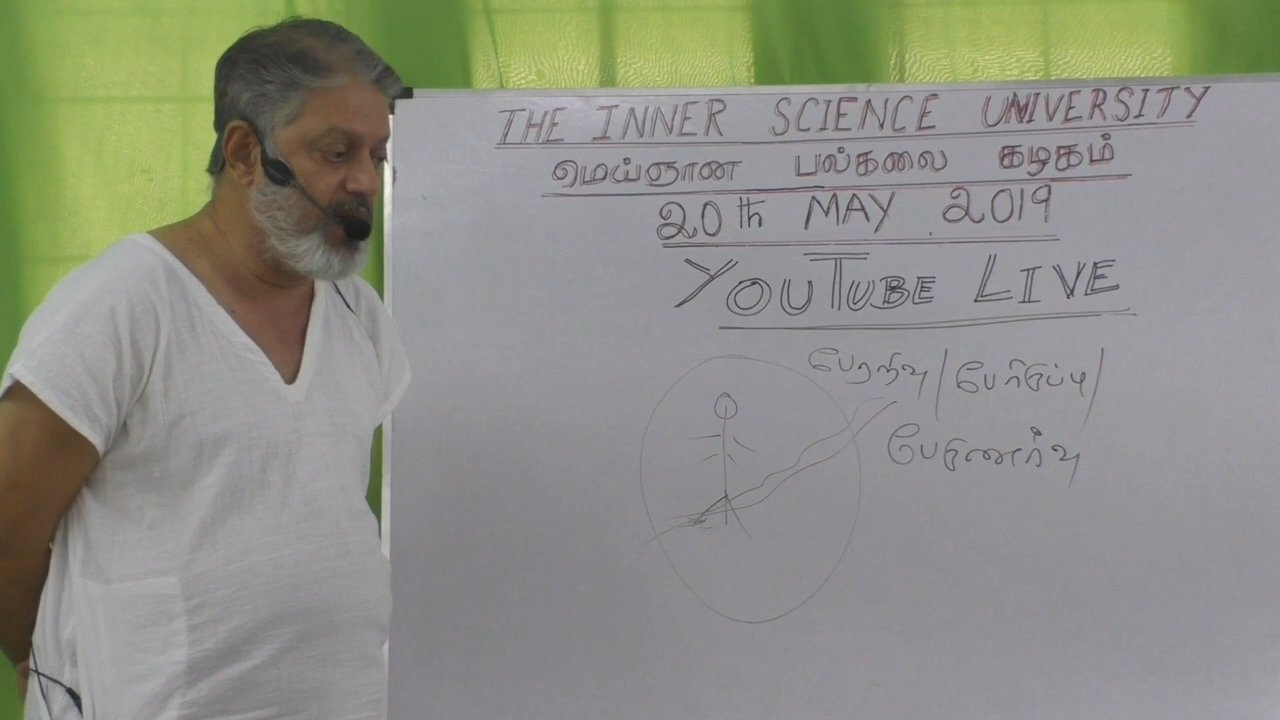 THE INNER SCIENCE UNIVERSITY
மெய்ஞான பல்கலை கழகம்
20th MAY 2019
YOUTUBE LIVE
பேரறிவு / பேரிருப்பு /
பேருணர்வு